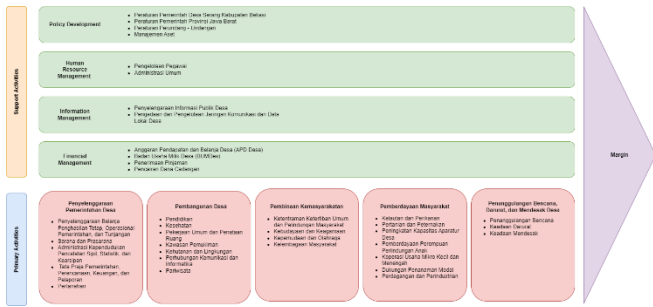 Support Activities
Policy Development
Peraturan Pemerintah Desa Serang Kabupaten Bekasi
Peraturan Pemerintah Provinsi Jawa Barat
Peraturan Perundang - Undangan
Manajemen Aset
Human
Resource
Management
Pengelolaan Pegawai
Administrasi Umum
Information
Management
Penyelenggaraan Informasi Publik Desa
Pengadaan dan Pengelolaan Jaringan Komunikasi dan Data
Lokal Desa
Financial
Management
Anggaran Pendapatan dan Belanja Desa (APD Desa)
Badan Usaha Milik Desa (BUMDes)
Penerimaan Pinjaman
Pencairan Dana Cadangan
Margin
Primary Activities
Penyelenggaraan
Pemerintahan Desa
Penyelenggaraan Belanja
Penghasilan Tetap, Operasional
Pemerintahan, dan Tunjangan
Sarana dan Prasarana
Administrasi Kependudukan
Pencatatan Sipil, Statistik, dan
Kearsipan
Tata Praja Pemerintahan,
Perencanaan, Keuangan, dan
Pelaporan
Pertanahan
Pembangunan Desa
Pendidikan
Kesehatan
Pekerjaan Umum dan Penataan
Ruang
Kawasan Pemukiman
Kehutanan dan Lingkungan
Perhubungan Komunikasi dan
Informatika
Pariwisata
Pembinaan Kemasyarakatan
Ketentraman Ketertiban Umum
dan Perlindungan Masyarakat
Kebudayaan dan Keagamaan
Kepemudaan dan Olahraga
Kelembagaan Masyarakat
Pemberdayaan Masyarakat
Kelautan dan Perikanan
Pertanian dan Peternakan
Peningkatan Kapasitas Aparatur
Desa
Pemberdayaan Perempuan
Perlindungan Anak
Koperasi Usaha Mikro Kecil dan
Menengah
Dukungan Penanaman Modal
Perdagangan dan Perindustrian
Penanggulangan Bencana,
Darurat, dan Mendesak Desa
Penanggulangan Bencana
Keadaan Darurat
Keadaan Mendesak